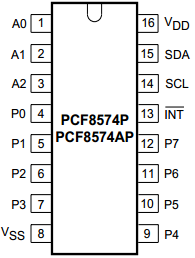 A0 1 16 VDD
A1 2 15 SDA
A2 3 14 SCL
P0 4 13 INT
PCF8574P
PCF8574AP
P1 5 12 P7
P2 6 11 P6
P3 7 10 P5
VSS 8 9 P4